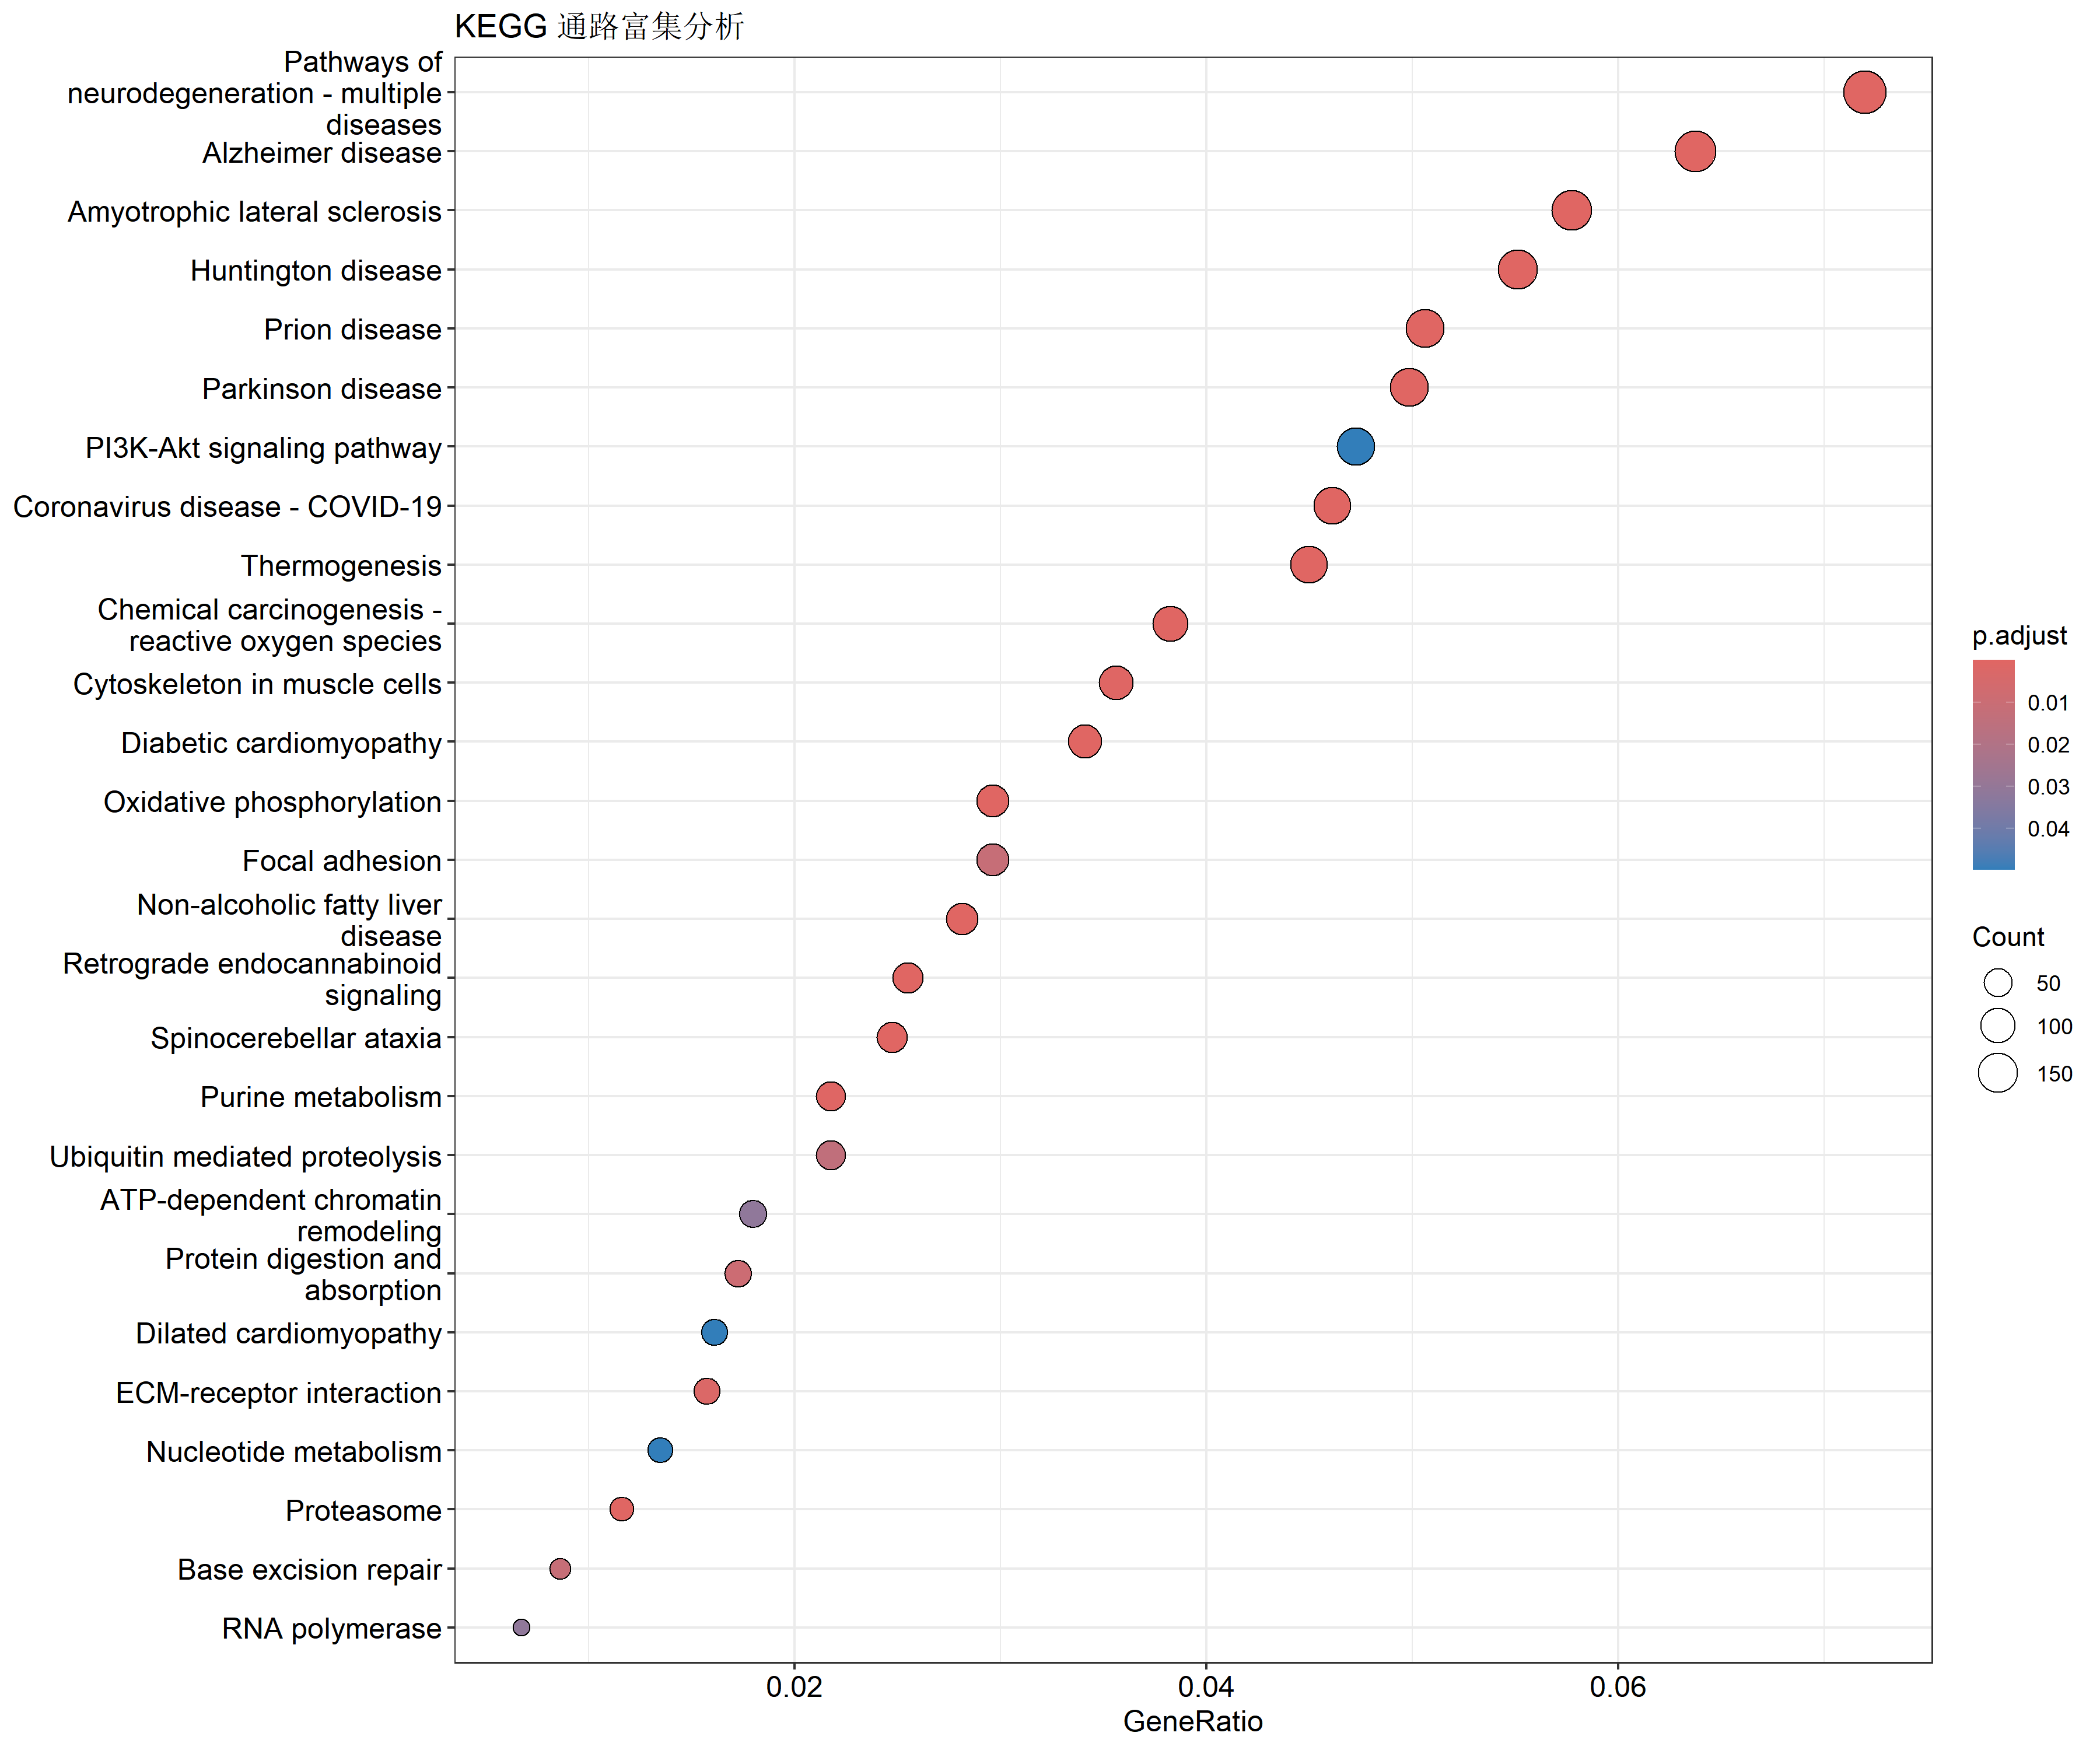 KEGG 通路富集分析
Pathways of
neurodegeneration - multiple
diseases
Alzheimer disease
Amyotrophic lateral sclerosis
Huntington disease
Prion disease
Parkinson disease
PI3K-Akt signaling pathway
Coronavirus disease - COVID-19
Thermogenesis
Chemical carcinogenesis -
reactive oxygen species
Cytoskeleton in muscle cells
Diabetic cardiomyopathy
Oxidative phosphorylation
Focal adhesion
Non-alcoholic fatty liver
disease
Retrograde endocannabinoid
signaling
Spinocerebellar ataxia
Purine metabolism
Ubiquitin mediated proteolysis
ATP-dependent chromatin
remodeling
Protein digestion and
absorption
Dilated cardiomyopathy
ECM-receptor interaction
Nucleotide metabolism
Proteasome
Base excision repair
RNA polymerase
0.02
0.04
0.06
GeneRatio
p.adjust
0.01
0.02
0.03
0.04
Count
50
100
150